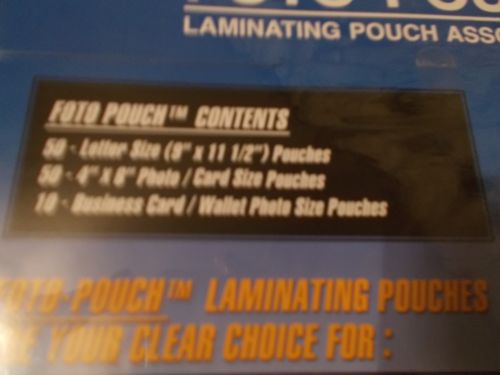 LAMINATING POUCH
FOTO POUCH™ CONTENTS
50 - Letter Size (9" x 11 1/2") Pouches
50 - 4" X 6" Photo / Card Size Pouches
10 - Business Card / Wallet Photo Size Pouches
FOTO-POUCH™ LAMINATING POUCHES
YOUR CLEAR CHOICE FOR :